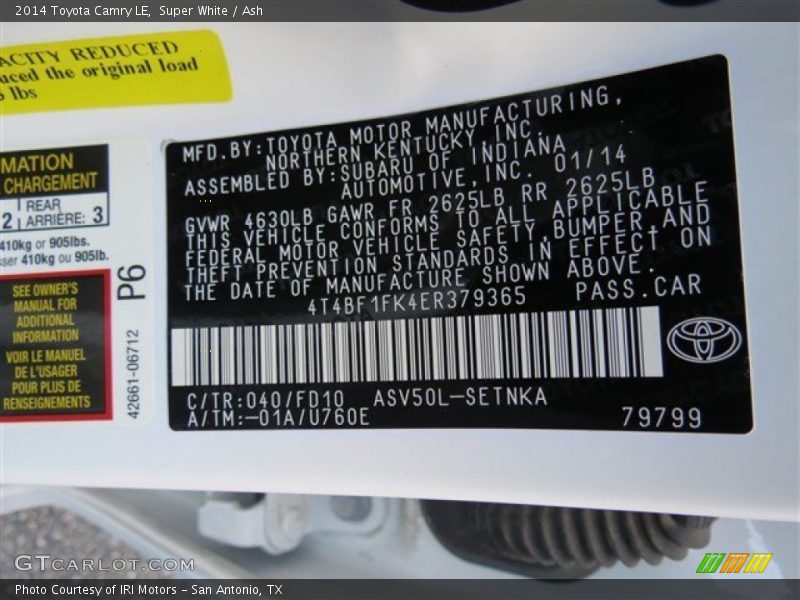 2014 Toyota Camry LE, Super White / Ash
ACITY REDUCED
uced the original load
lbs
MFD.BY:TOYOTA MOTOR MANUFACTURING,
NORTHERN KENTUCKY,INC.
ASSEMBLED BY:SUBARU OF INDIANA
AUTOMOTIVE,INC. 01/14
GVWR 4630LB GAWR FR 2625LB RR 2625LB
THIS VEHICLE CONFORMS TO ALL APPLICABLE
FEDERAL MOTOR VEHICLE SAFETY,BUMPER,AND
THEFT PREVENTION STANDARDS IN EFFECT ON
THE DATE OF MANUFACTURE SHOWN ABOVE.
4T4BF1FK4ER379365 PASS.CAR
C/TR:040/FD10 ASV50L-SETNKA
A/TM:-01A/U760E 79799
MATION
CHARGEMENT
2 REAR
ARRIÈRE: 3
410kg or 905lbs.
sser 410kg ou 905lb.
SEE OWNER'S
MANUAL FOR
ADDITIONAL
INFORMATION
VOIR LE MANUEL
DE L'USAGER
POUR PLUS DE
RENSEIGNEMENTS
P6
42661-06712
GTCARLOT.COM
Photo Courtesy of IRI Motors - San Antonio, TX